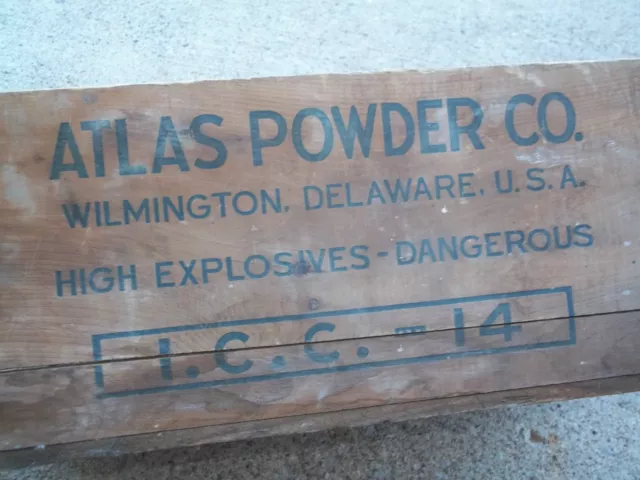 ATLAS POWDER CO.
WILMINGTON, DELAWARE, U.S.A.
HIGH EXPLOSIVES - DANGEROUS
I.C.C. - 14